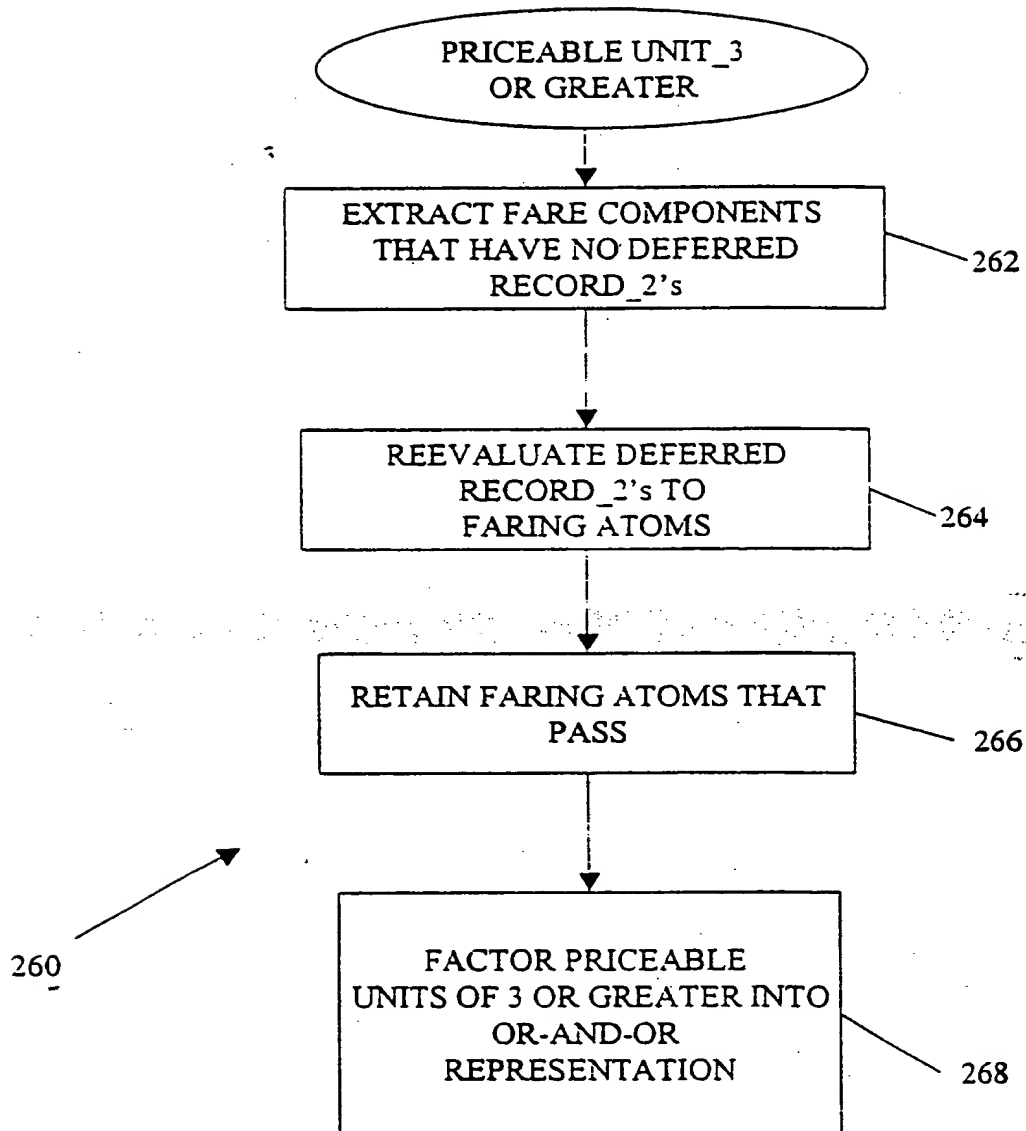 PRICEABLE UNIT_3
OR GREATER
EXTRACT FARE COMPONENTS
THAT HAVE NO DEFERRED
RECORD_2's
262
REEVALUATE DEFERRED
RECORD_2's TO
FARING ATOMS
264
RETAIN FARING ATOMS THAT
PASS
266
260
FACTOR PRICEABLE
UNITS OF 3 OR GREATER INTO
OR-AND-OR
REPRESENTATION
268